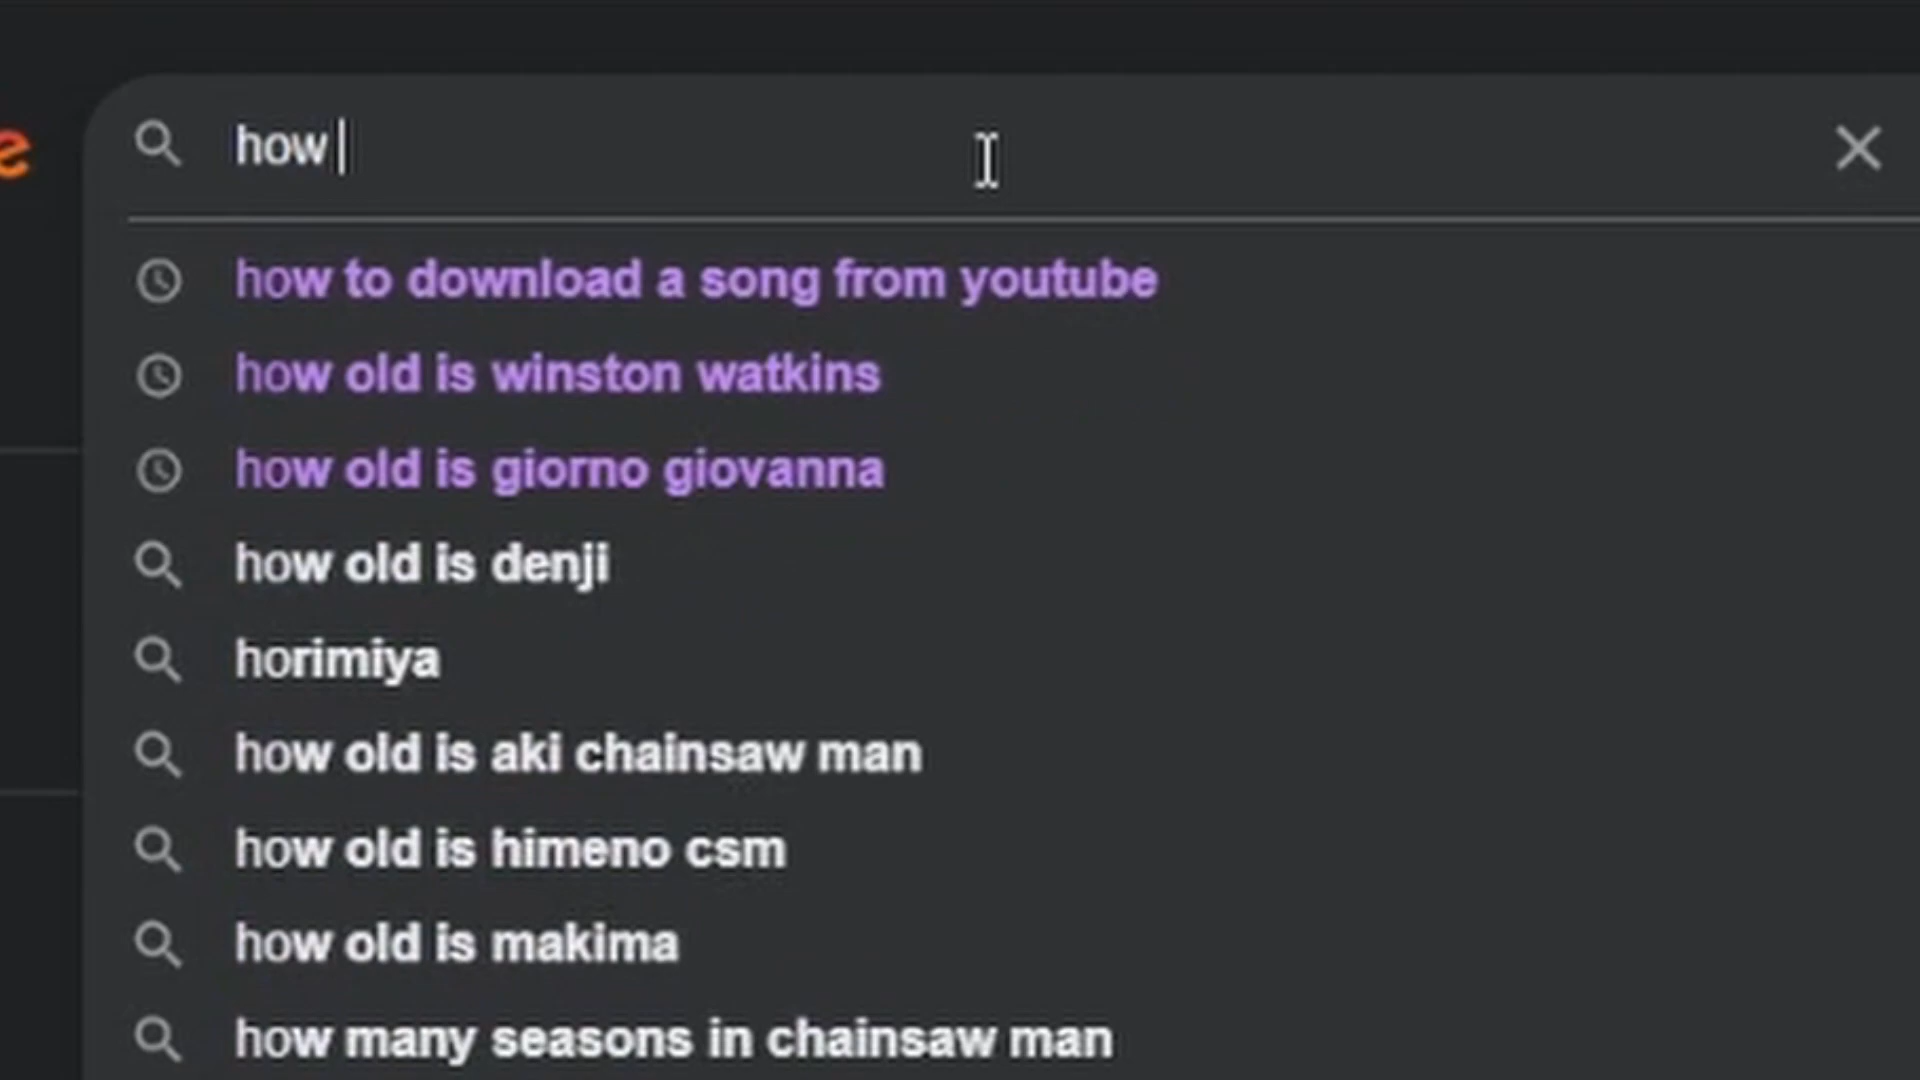 e
how
how to download a song from youtube
how old is winston watkins
how old is giorno giovanna
how old is denji
horimiya
how old is aki chainsaw man
how old is himeno csm
how old is makima
how many seasons in chainsaw man